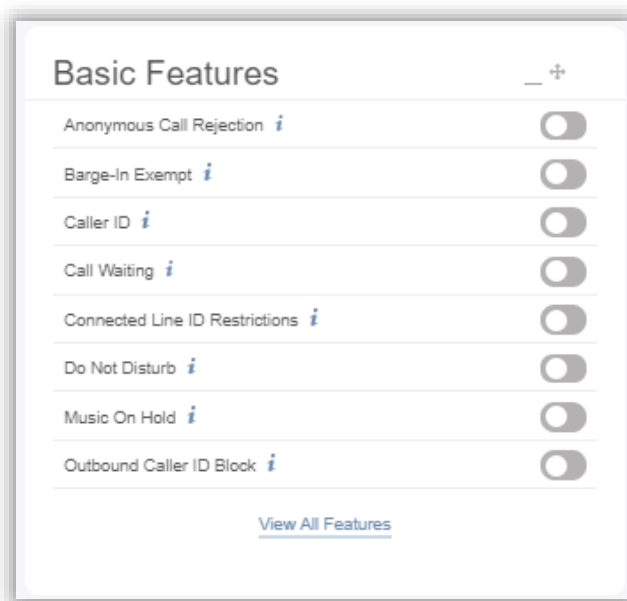 Basic Features
Anonymous Call Rejection i
Barge-In Exempt i
Caller ID i
Call Waiting i
Connected Line ID Restrictions i
Do Not Disturb i
Music On Hold i
Outbound Caller ID Block i
View All Features